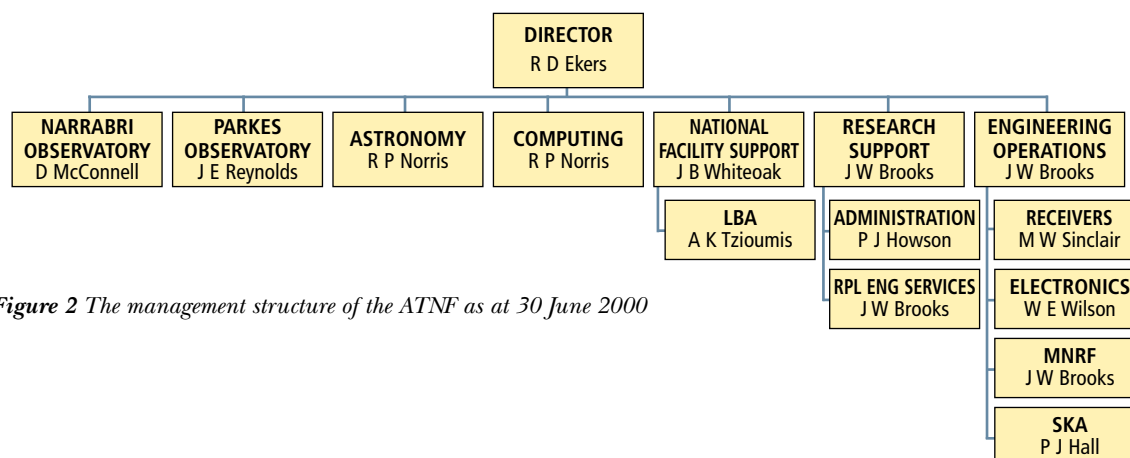 DIRECTOR
R D Ekers
NARRABRI
OBSERVATORY
D McConnell
PARKES
OBSERVATORY
J E Reynolds
ASTRONOMY
R P Norris
COMPUTING
R P Norris
NATIONAL
FACILITY SUPPORT
J B Whiteoak
RESEARCH
SUPPORT
J W Brooks
ENGINEERING
OPERATIONS
J W Brooks
LBA
A K Tzioumis
ADMINISTRATION
P J Howson
RPL ENG SERVICES
J W Brooks
RECEIVERS
M W Sinclair
ELECTRONICS
W E Wilson
MNRF
J W Brooks
SKA
P J Hall
Figure 2 The management structure of the ATNF as at 30 June 2000